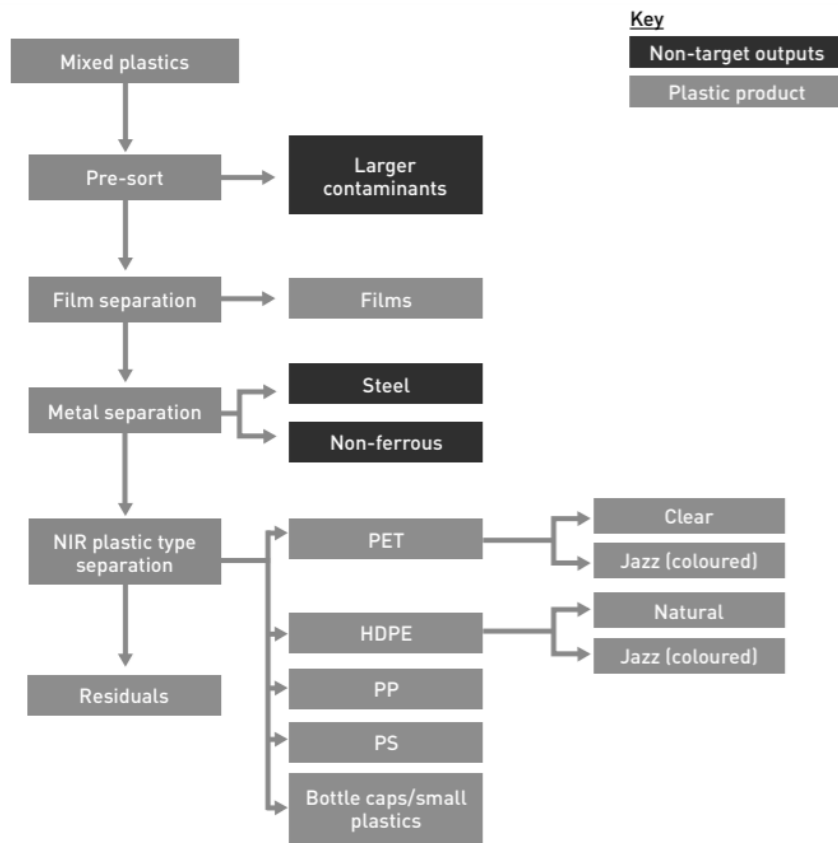 Key
Non-target outputs
Plastic product
Mixed plastics
Pre-sort
Larger
contaminants
Film separation
Films
Metal separation
Steel
Non-ferrous
NIR plastic type
separation
PET
Clear
Jazz (coloured)
HDPE
Natural
Jazz (coloured)
Residuals
PP
PS
Bottle caps/small
plastics